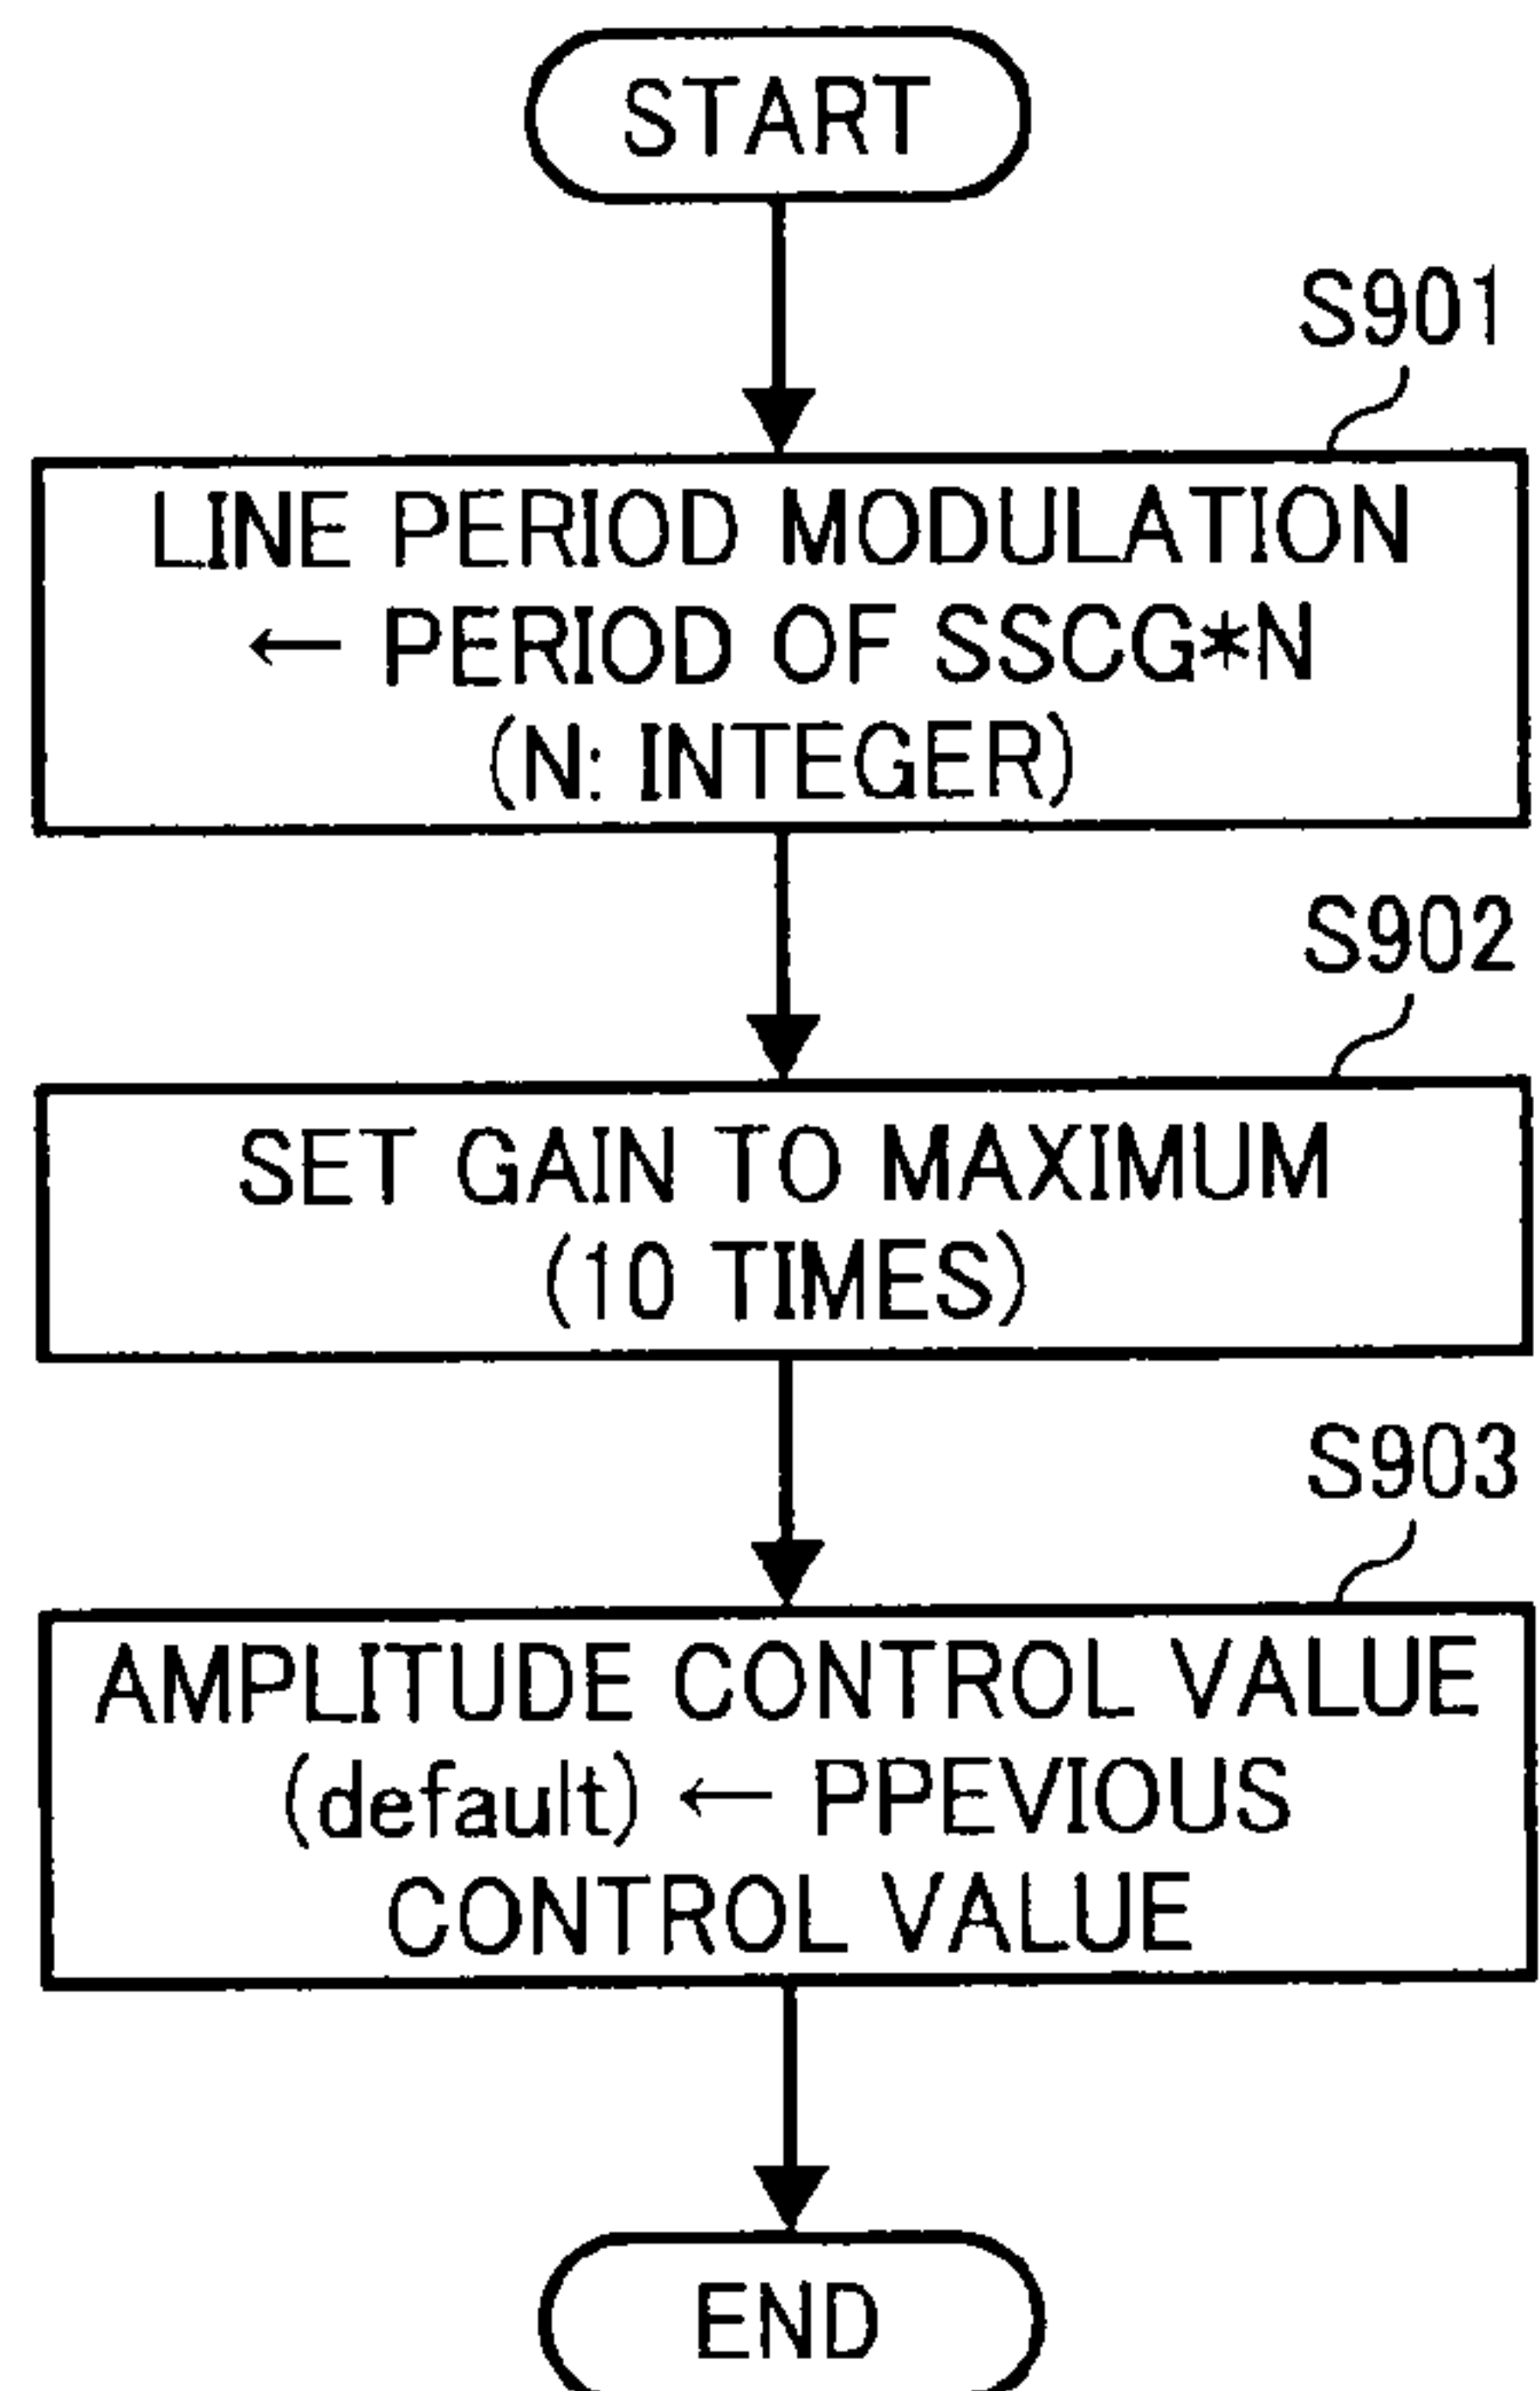 START
S901
LINE PERIOD MODULATION
← PERIOD OF SSCG*N
(N: INTEGER)
S902
SET GAIN TO MAXIMUM
(10 TIMES)
S903
AMPLITUDE CONTROL VALUE
(default) ← PPEVIOUS
CONTROL VALUE
END